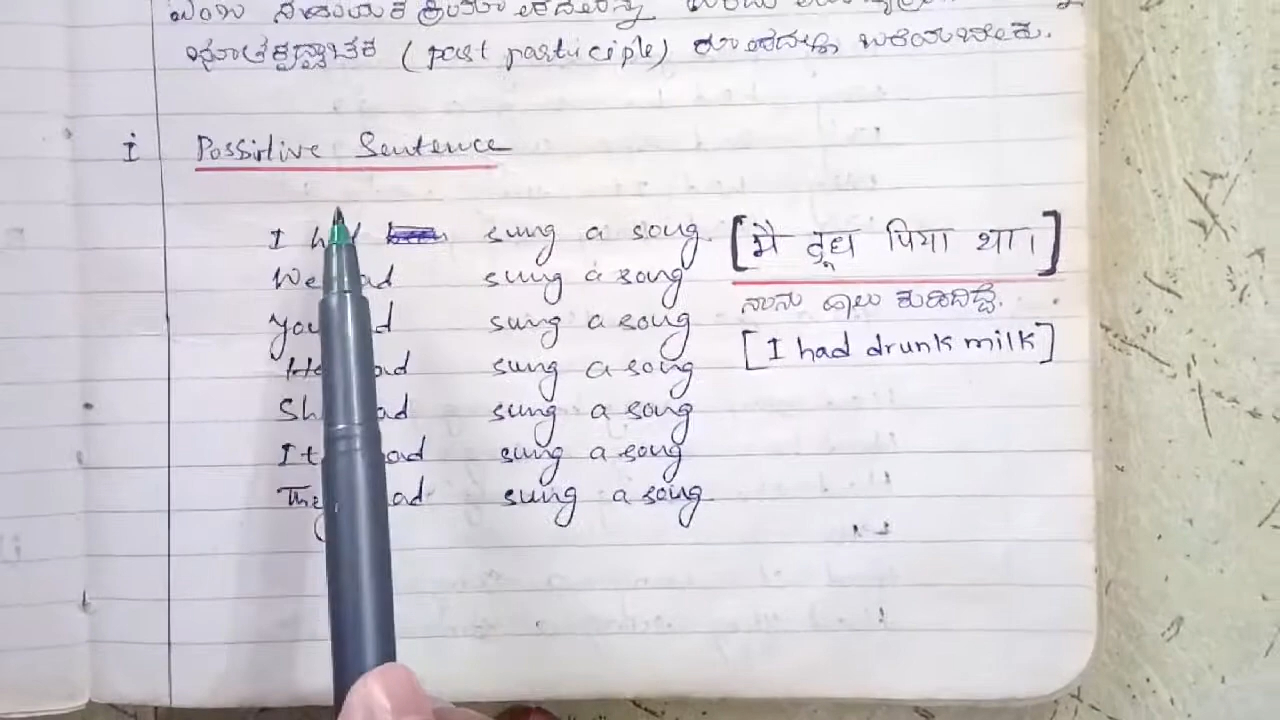 (past participle)
i Possitive Sentence
I had sung a song. [मै दूध पिया था।]
We had sung a song
ನಾನು ಹಾಲು ಕುಡಿದಿದ್ದೆ.
You had sung a song [I had drunk milk]
He had sung a song
She had sung a song
It had sung a song
They had sung a song.